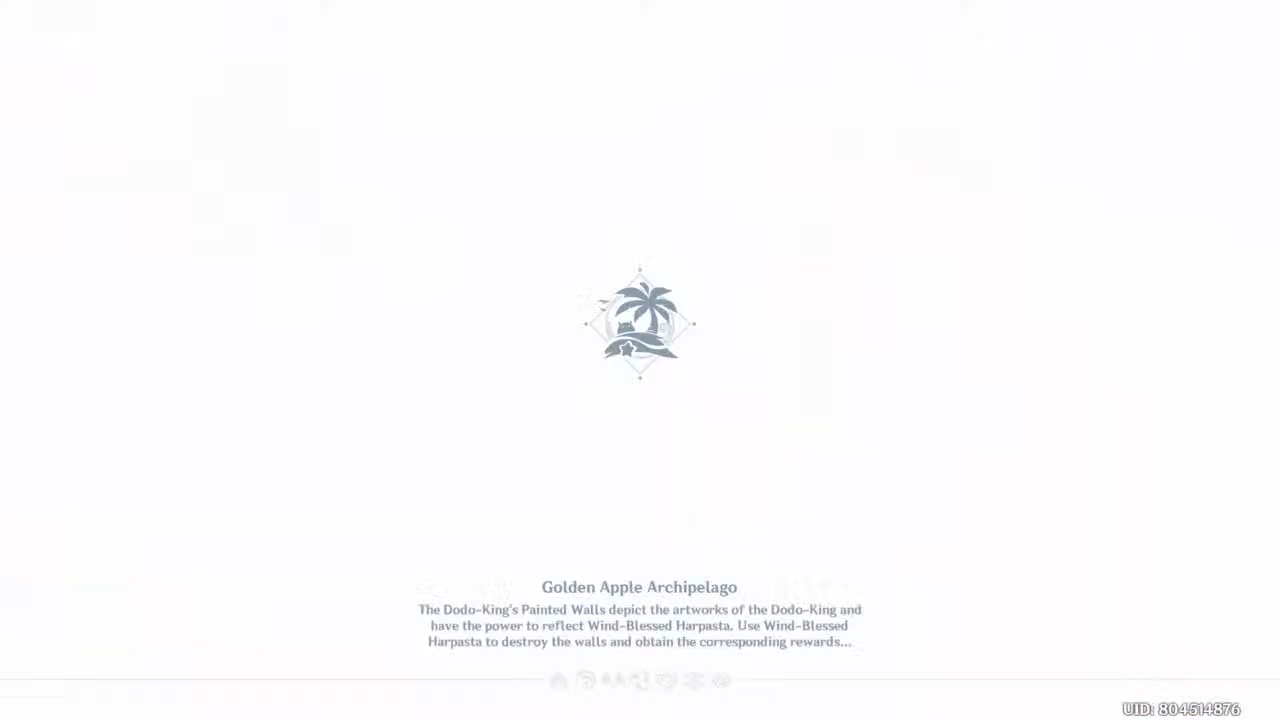 Golden Apple Archipelago
The Dodo-King's Painted Walls depict the artworks of the Dodo-King and
have the power to reflect Wind-Blessed Harpasta. Use Wind-Blessed
Harpasta to destroy the walls and obtain the corresponding rewards...
UID: 804514876